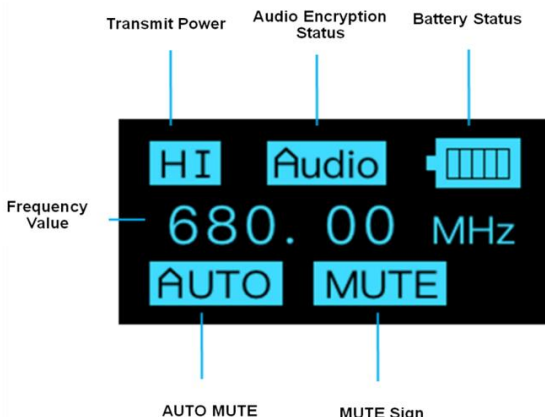 Transmit Power
Audio Encryption
Status
Battery Status
HI Audio
Frequency
Value
680. 00 MHz
AUTO MUTE
AUTO MUTE
MUTE Sign